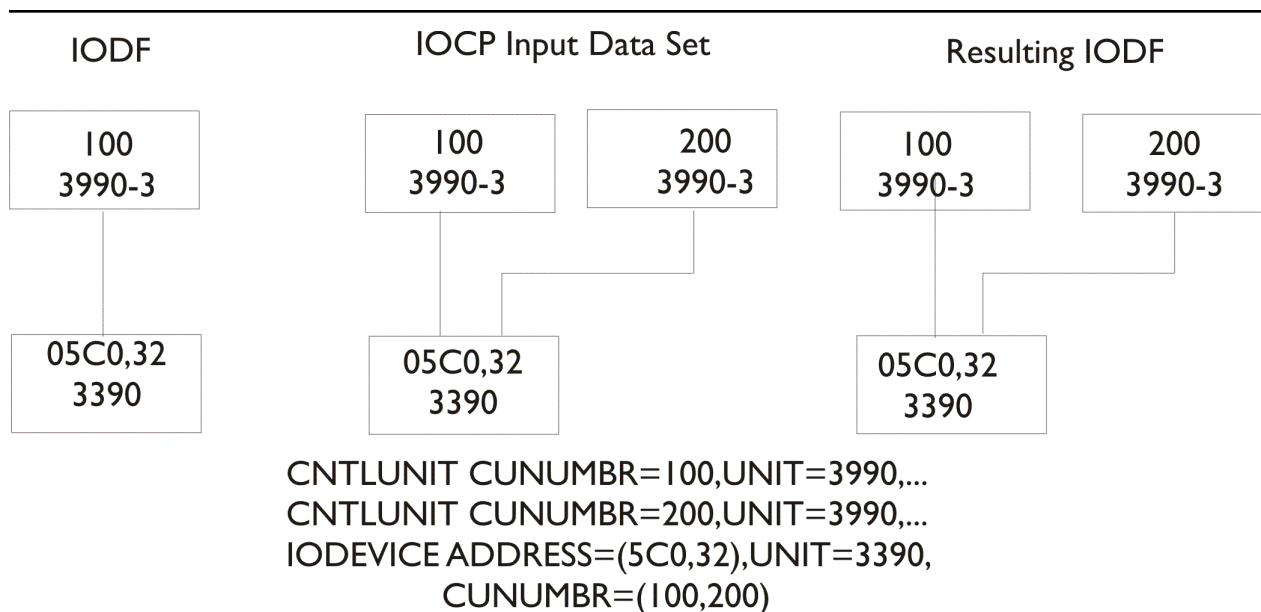 IODF
IOCP Input Data Set
Resulting IODF
100
3990-3
100
3990-3
200
3990-3
100
3990-3
200
3990-3
05C0,32
3390
05C0,32
3390
05C0,32
3390
CNTLUNIT CUNUMBR=100,UNIT=3990,...
CNTLUNIT CUNUMBR=200,UNIT=3990,...
IODEVICE ADDRESS=(5C0,32),UNIT=3390,
CUNUMBR=(100,200)